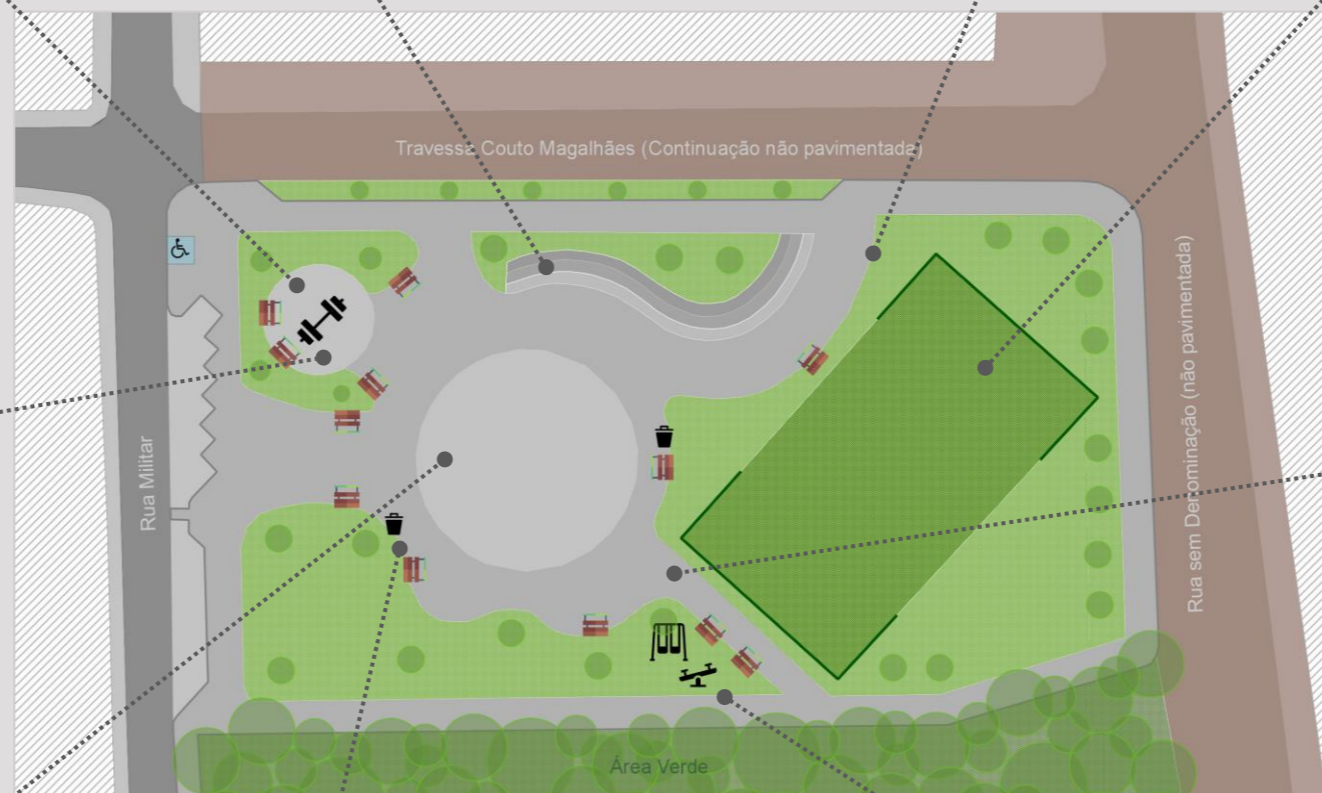 Travessa Couto Magalhães (Continuação não pavimentada)
Rua Militar
Rua sem Denominação (não pavimentada)
Área Verde